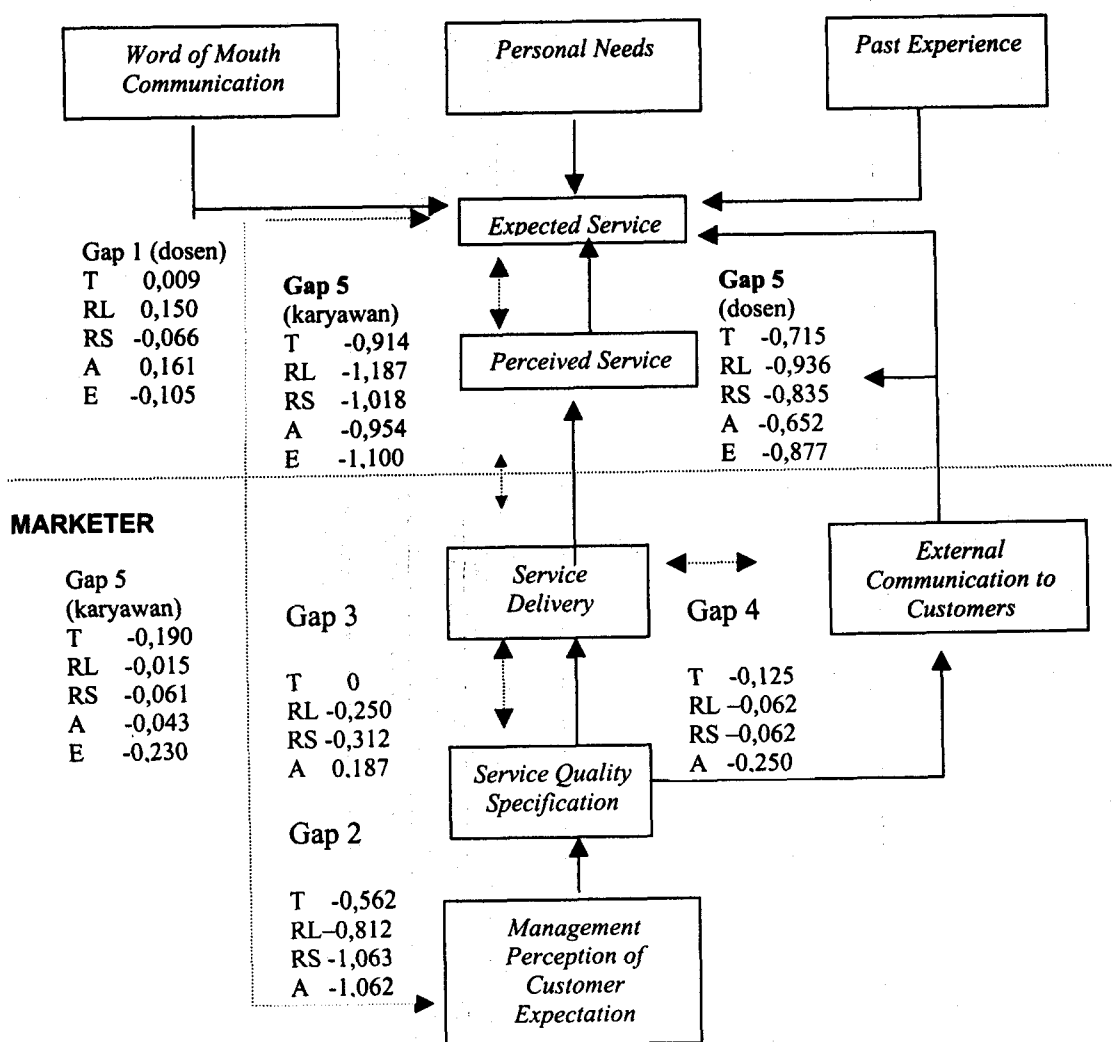 Word of Mouth
Communication
Personal Needs
Past Experience
Expected Service
Gap 1 (dosen)
T 0,009
RL 0,150
RS -0,066
A 0,161
E -0,105
Gap 5
(karyawan)
T -0,914
RL -1,187
RS -1,018
A -0,954
E -1,100
Perceived Service
Gap 5
(dosen)
T -0,715
RL -0,936
RS -0,835
A -0,652
E -0,877
MARKETER
Gap 5
(karyawan)
T -0,190
RL -0,015
RS -0,061
A -0,043
E -0,230
Gap 3
T 0
RL -0,250
RS -0,312
A 0,187
Service
Delivery
Gap 4
T -0,125
RL –0,062
RS –0,062
A -0,250
External
Communication to
Customers
Service Quality
Specification
Gap 2
T -0,562
RL–0,812
RS -1,063
A -1,062
Management
Perception of
Customer
Expectation